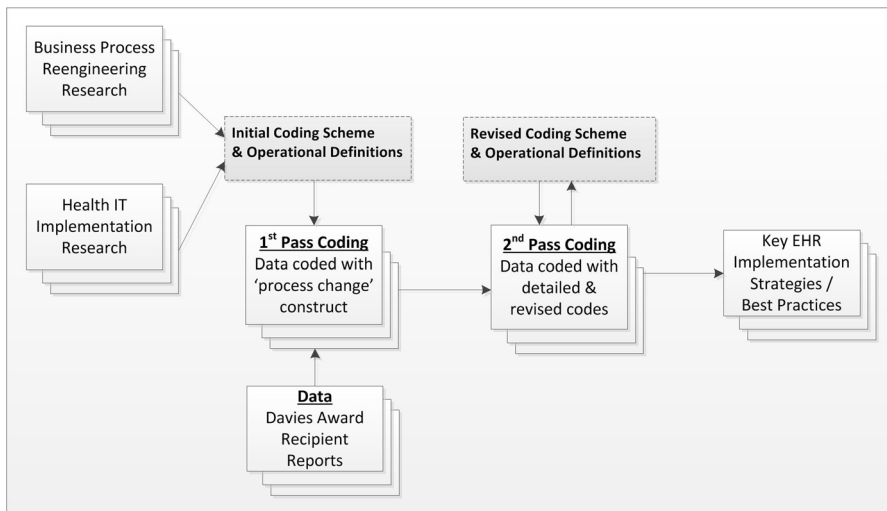 Business Process
Reengineering
Research
Initial Coding Scheme
& Operational Definitions
Revised Coding Scheme
& Operational Definitions
Health IT
Implementation
Research
1st Pass Coding
Data coded with
‘process change’
construct
2nd Pass Coding
Data coded with
detailed &
revised codes
Key EHR
Implementation
Strategies /
Best Practices
Data
Davies Award
Recipient
Reports